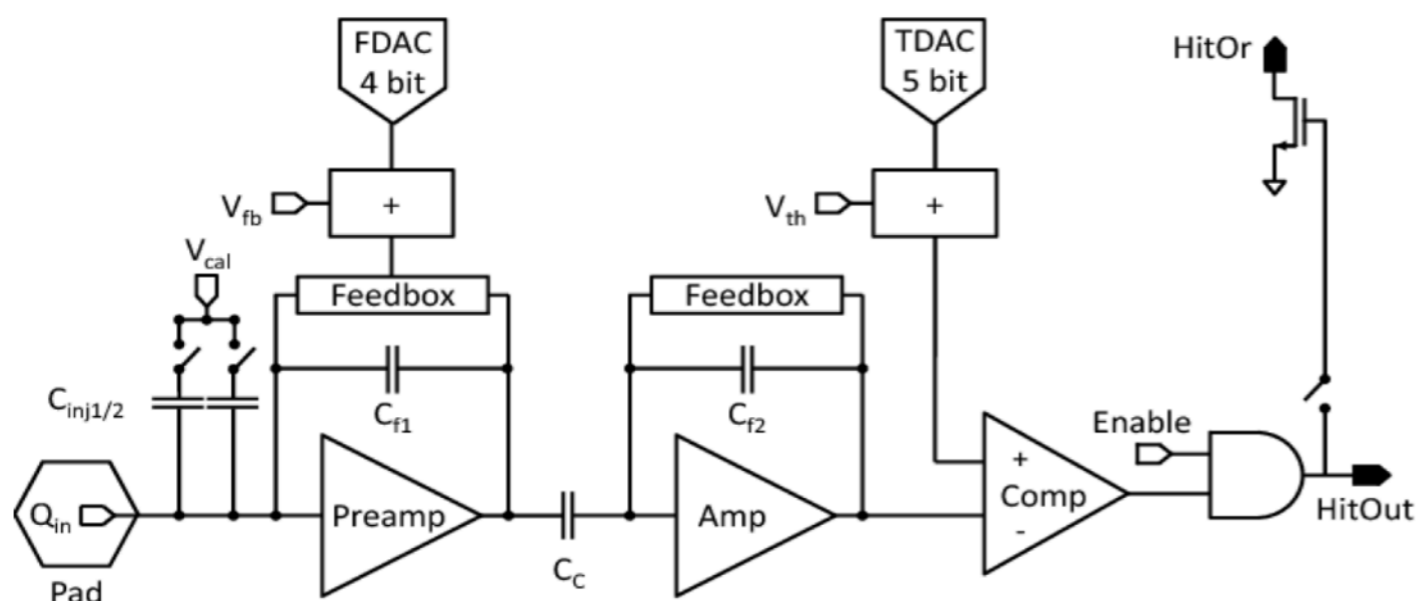 FDAC
4 bit
TDAC
5 bit
HitOr
V_fb
+
V_th
+
V_cal
Feedbox
Feedbox
C_inj1/2
C_f1
C_f2
Enable
Q_in
Preamp
Amp
+
Comp
-
HitOut
C_C
Pad